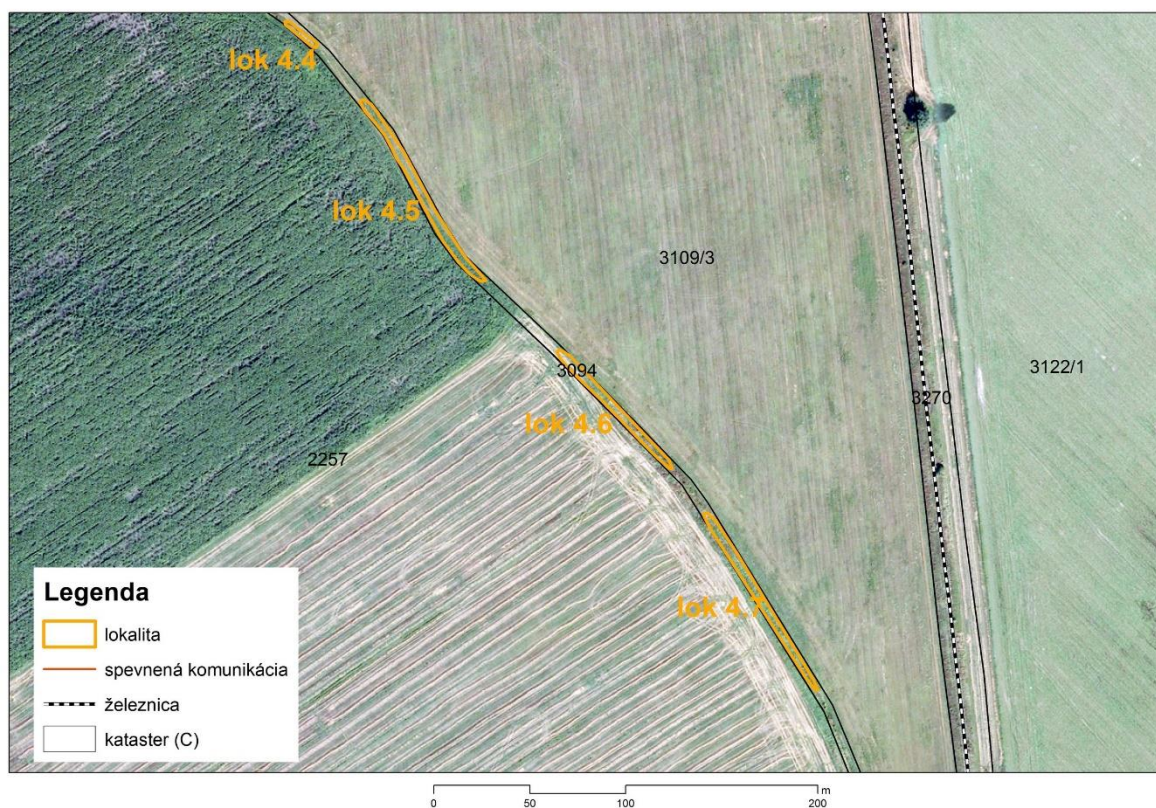 lok 4.4
lok 4.5
3109/3
3094
3122/1
3270
lok 4.6
2257
lok 4.7
Legenda
lokalita
spevnená komunikácia
železnica
kataster (C)
m
0 50 100 200